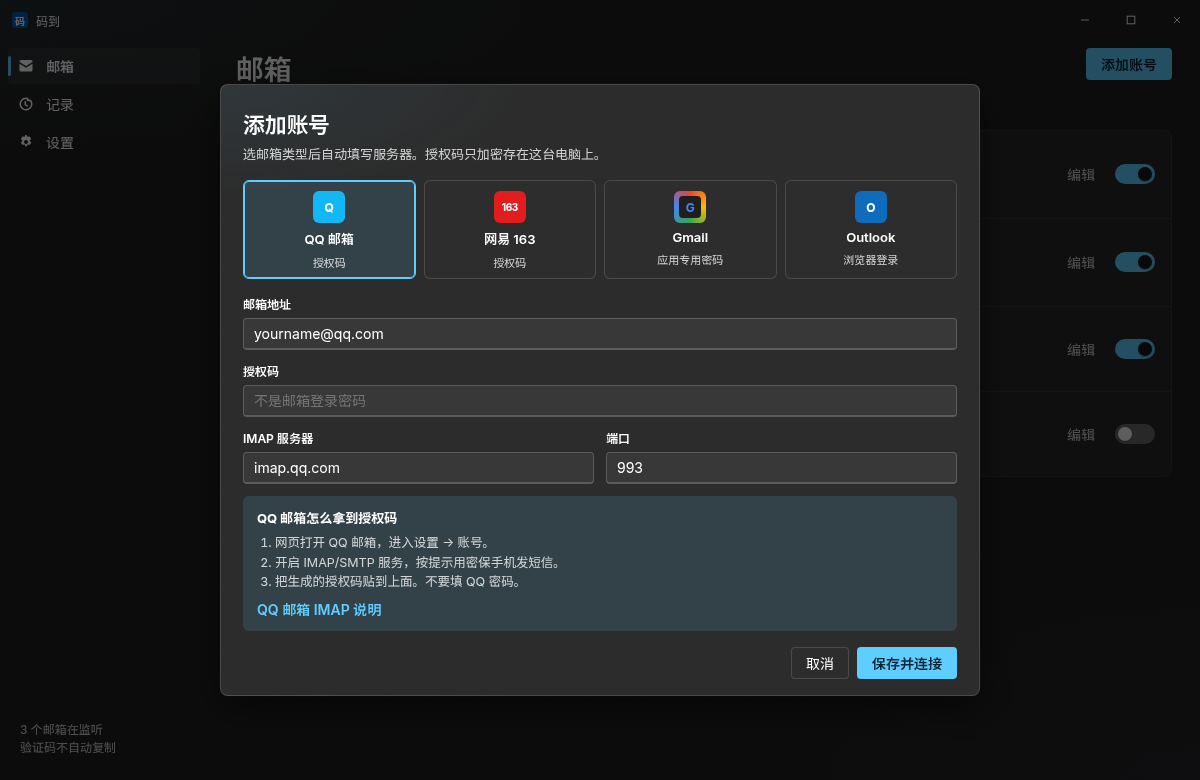 码 码到
邮箱
记录
设置
邮箱
添加账号
编辑
编辑
编辑
编辑
添加账号
选邮箱类型后自动填写服务器。授权码只加密存在这台电脑上。
Q
QQ 邮箱
授权码
163
网易 163
授权码
G
Gmail
应用专用密码
O
Outlook
浏览器登录
邮箱地址
yourname@qq.com
授权码
不是邮箱登录密码
IMAP 服务器
imap.qq.com
端口
993
QQ 邮箱怎么拿到授权码
1. 网页打开 QQ 邮箱，进入设置 → 账号。
2. 开启 IMAP/SMTP 服务，按提示用密保手机发短信。
3. 把生成的授权码贴到上面。不要填 QQ 密码。
QQ 邮箱 IMAP 说明
取消
保存并连接
3 个邮箱在监听
验证码不自动复制